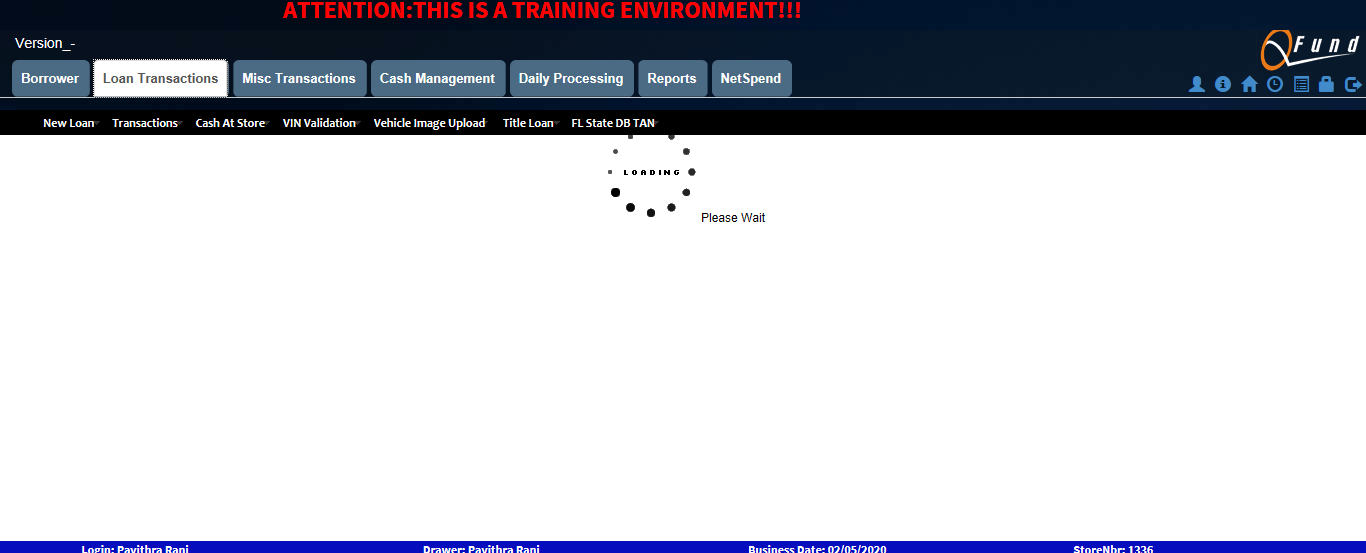 ATTENTION:THIS IS A TRAINING ENVIRONMENT!!!
Version_-
Fund
Borrower Loan Transactions Misc Transactions Cash Management Daily Processing Reports NetSpend
New Loan Transactions Cash At Store VIN Validation Vehicle Image Upload Title Loan FL State DB TAN
LOADING
Please Wait
Login: Pavithra Rani Drawer: Pavithra Rani Business Date: 02/05/2020 StoreNbr: 1336